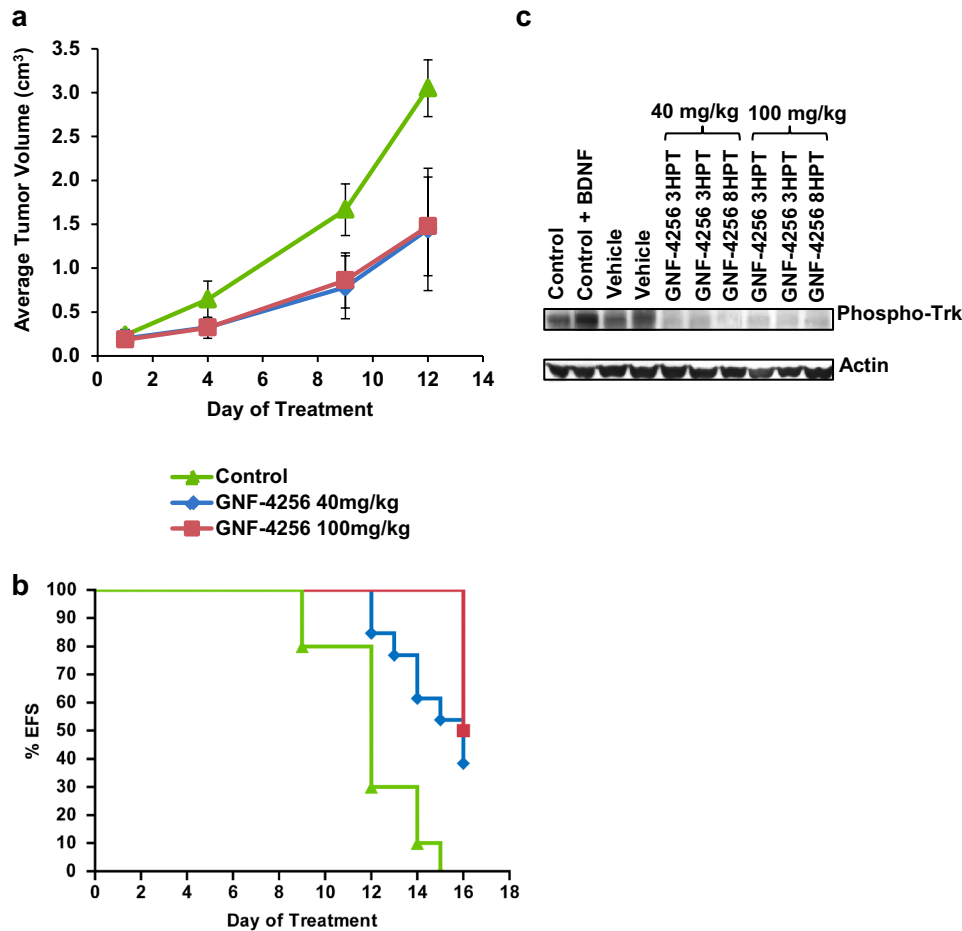 a
3.5
3.0
2.5
2.0
1.5
1.0
0.5
0.0
0 2 4 6 8 10 12 14
Average Tumor Volume (cm³)
Day of Treatment
Control
GNF-4256 40mg/kg
GNF-4256 100mg/kg
b
100
90
80
70
60
50
40
30
20
10
0
0 2 4 6 8 10 12 14 16 18
% EFS
Day of Treatment
c
40 mg/kg 100 mg/kg
Control
Control + BDNF
Vehicle
Vehicle
GNF-4256 3HPT
GNF-4256 3HPT
GNF-4256 8HPT
GNF-4256 3HPT
GNF-4256 3HPT
GNF-4256 8HPT
Phospho-Trk
Actin